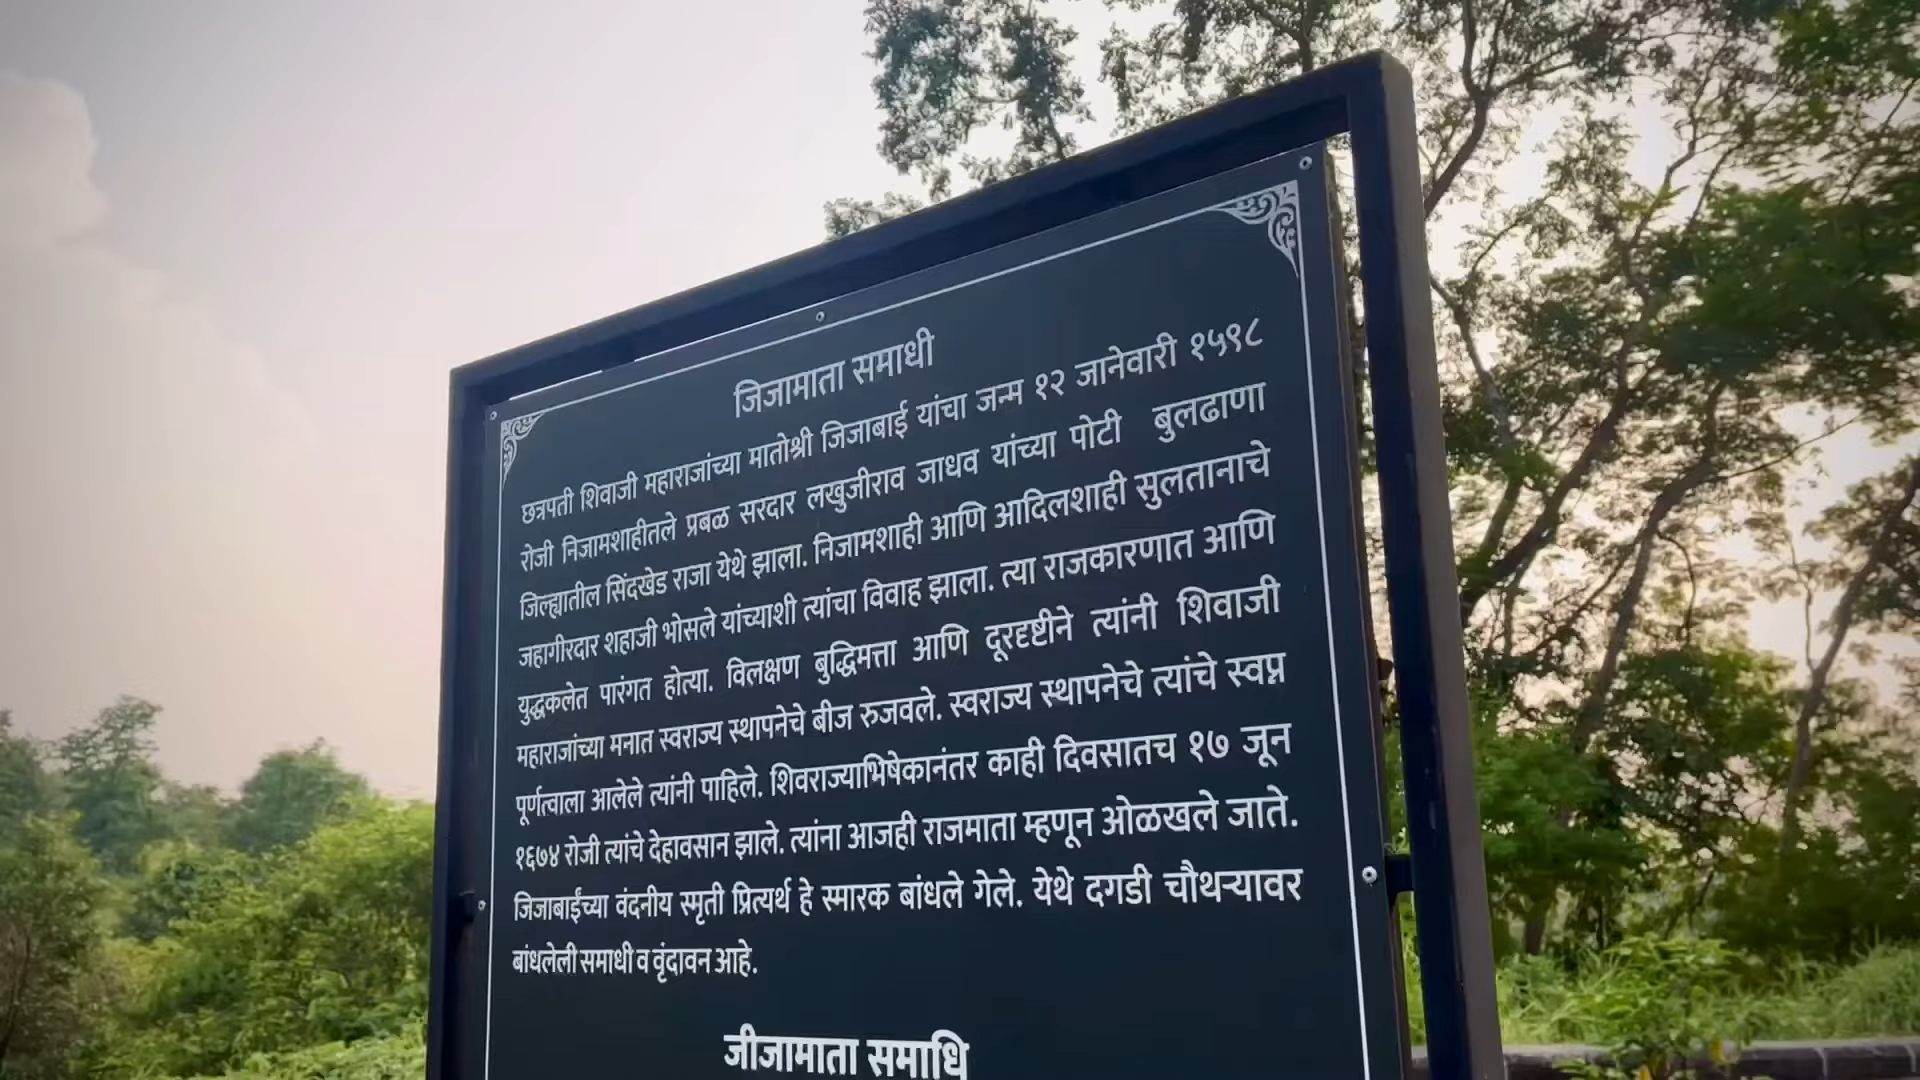 जिजामाता समाधी
छत्रपती शिवाजी महाराजांच्या मातोश्री जिजाबाई यांचा जन्म १२ जानेवारी १५९८
रोजी निजामशाहीतले प्रबळ सरदार लखुजीराव जाधव यांच्या पोटी बुलढाणा
जिल्ह्यातील सिंदखेड राजा येथे झाला. निजामशाही आणि आदिलशाही सुलतानाचे
जहागीरदार शहाजी भोसले यांच्याशी त्यांचा विवाह झाला. त्या राजकारणात आणि
युद्धकलेत पारंगत होत्या. विलक्षण बुद्धिमत्ता आणि दूरदृष्टीने त्यांनी शिवाजी
महाराजांच्या मनात स्वराज्य स्थापनेचे बीज रुजवले. स्वराज्य स्थापनेचे त्यांचे स्वप्न
पूर्णत्वाला आलेले त्यांनी पाहिले. शिवराज्याभिषेकानंतर काही दिवसातच १७ जून
१६७४ रोजी त्यांचे देहावसान झाले. त्यांना आजही राजमाता म्हणून ओळखले जाते.
जिजाबाईंच्या वंदनीय स्मृती प्रित्यर्थ हे स्मारक बांधले गेले. येथे दगडी चौथऱ्यावर
बांधलेली समाधी व वृंदावन आहे.
जीजामाता समाधि